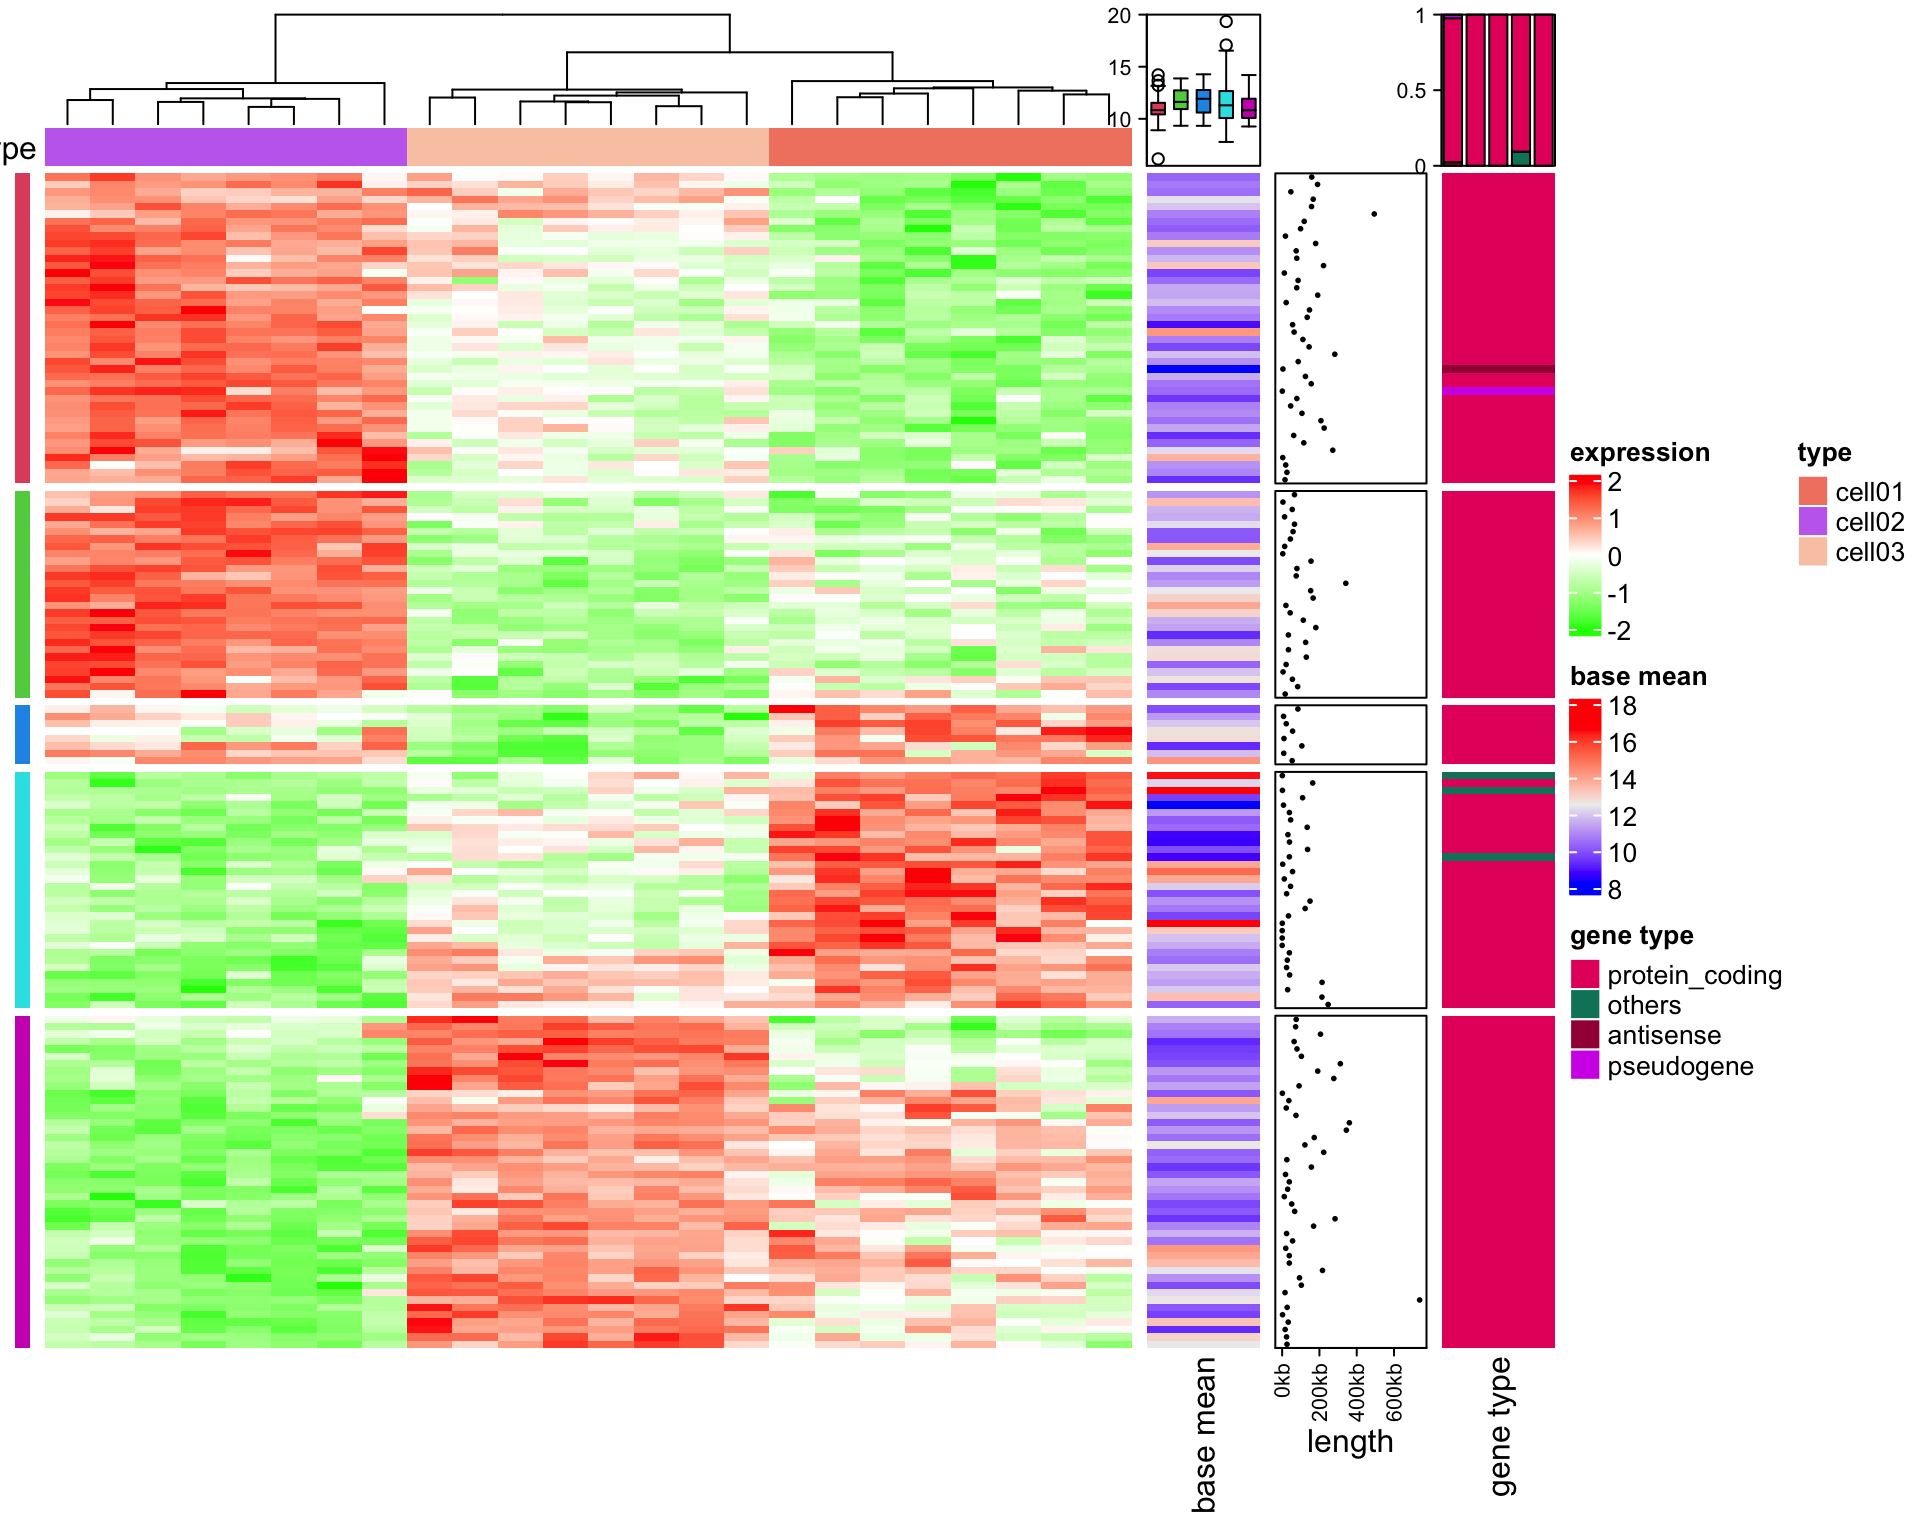 20
15
10
1
0.5
0
ype
expression
2
1
0
-1
-2
type
cell01
cell02
cell03
base mean
18
16
14
12
10
8
gene type
protein_coding
others
antisense
pseudogene
base mean
0kb
200kb
400kb
600kb
length
gene type